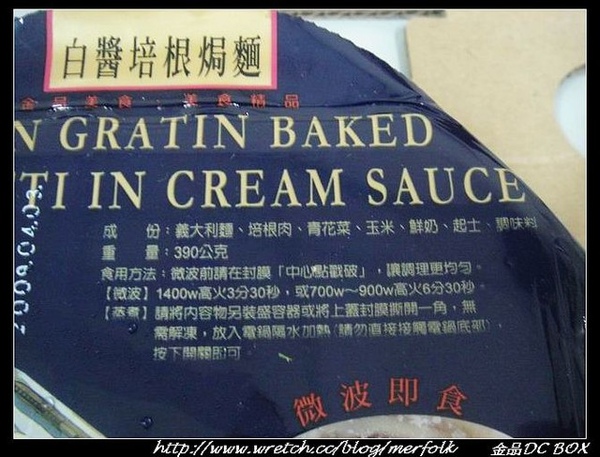 白醬培根焗麵
金品美食·美食精品
N GRATIN BAKED
TI IN CREAM SAUCE
成　份：義大利麵、培根肉、青花菜、玉米、鮮奶、起士、調味料
重　量：390公克
食用方法：微波前請在封膜「中心點戳破」，讓調理更均勻。
【微波】1400w高火3分30秒，或700w～900w高火6分30秒。
【蒸煮】請將內容物另裝盛容器或將上蓋封膜撕開一角，無
需解凍，放入電鍋隔水加熱(請勿直接接觸電鍋底部)，
按下開關即可。
2009.04.03.
微波即食
http://www.wretch.cc/blog/merfolk
金品DC BOX